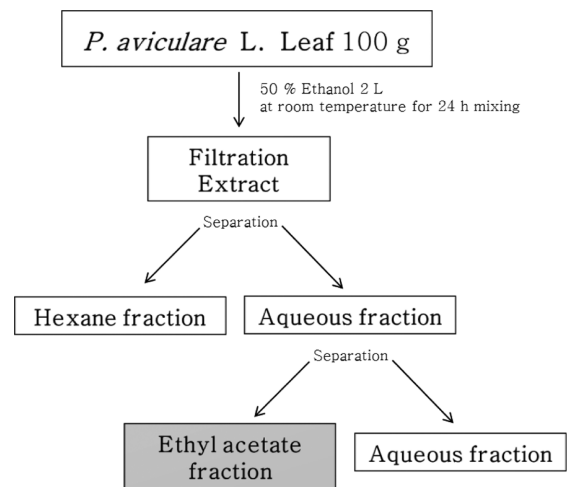 P. aviculare L. Leaf 100 g
50 % Ethanol 2 L
at room temperature for 24 h mixing
Filtration
Extract
Separation
Hexane fraction
Aqueous fraction
Separation
Ethyl acetate
fraction
Aqueous fraction